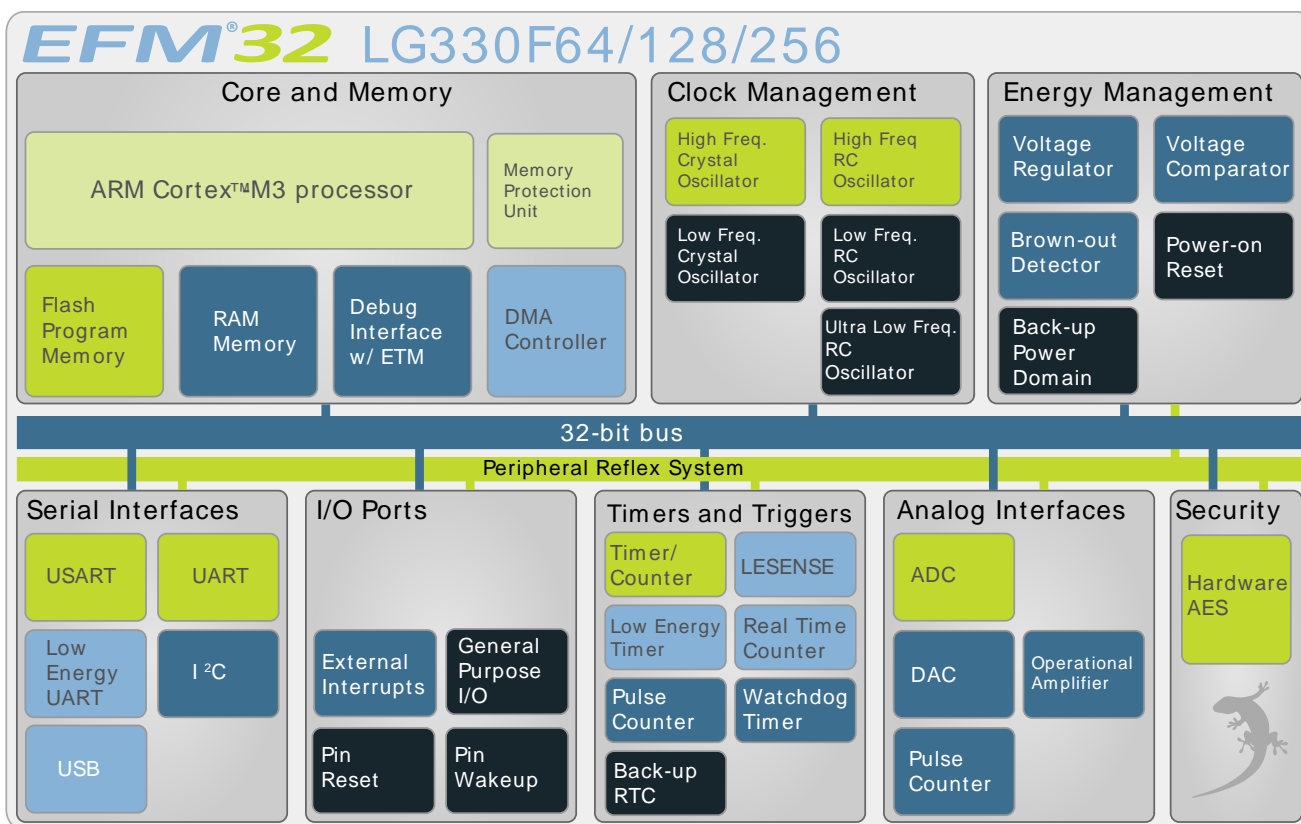 EFM®32 LG330F64/128/256
Core and Memory
ARM Cortex™M3 processor
Memory
Protection
Unit
Flash
Program
Memory
RAM
Memory
Debug
Interface
w/ ETM
DMA
Controller
Clock Management
High Freq.
Crystal
Oscillator
High Freq
RC
Oscillator
Low Freq.
Crystal
Oscillator
Low Freq.
RC
Oscillator
Ultra Low Freq.
RC
Oscillator
Energy Management
Voltage
Regulator
Voltage
Comparator
Brown-out
Detector
Power-on
Reset
Back-up
Power
Domain
32-bit bus
Peripheral Reflex System
Serial Interfaces
USART
UART
Low
Energy
UART
I²C
USB
I/O Ports
External
Interrupts
General
Purpose
I/O
Pin
Reset
Pin
Wakeup
Timers and Triggers
Timer/
Counter
LESENSE
Low Energy
Timer
Real Time
Counter
Pulse
Counter
Watchdog
Timer
Back-up
RTC
Analog Interfaces
ADC
DAC
Operational
Amplifier
Pulse
Counter
Security
Hardware
AES